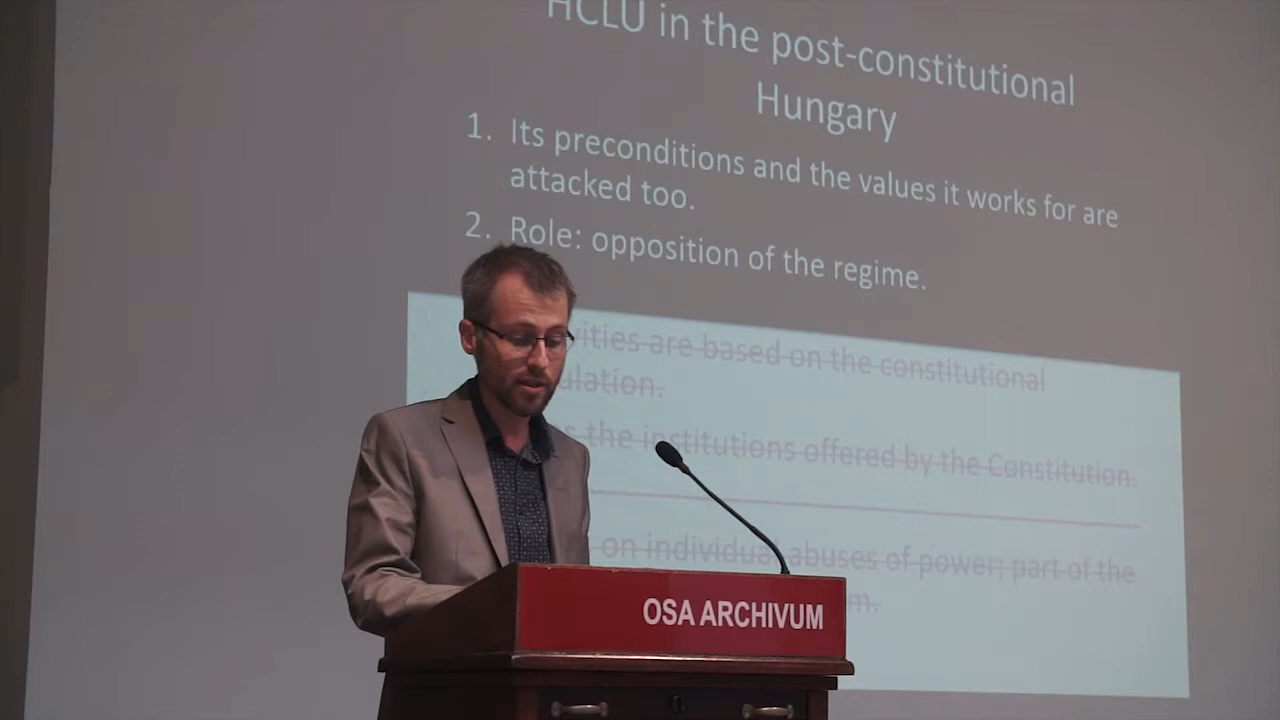 HCLU in the post-constitutional
Hungary
1. Its preconditions and the values it works for are
attacked too.
2. Role: opposition of the regime.
are based on the constitutional
the institutions offered by the Constitution.
on individual abuses of power; part of the
OSA ARCHIVUM